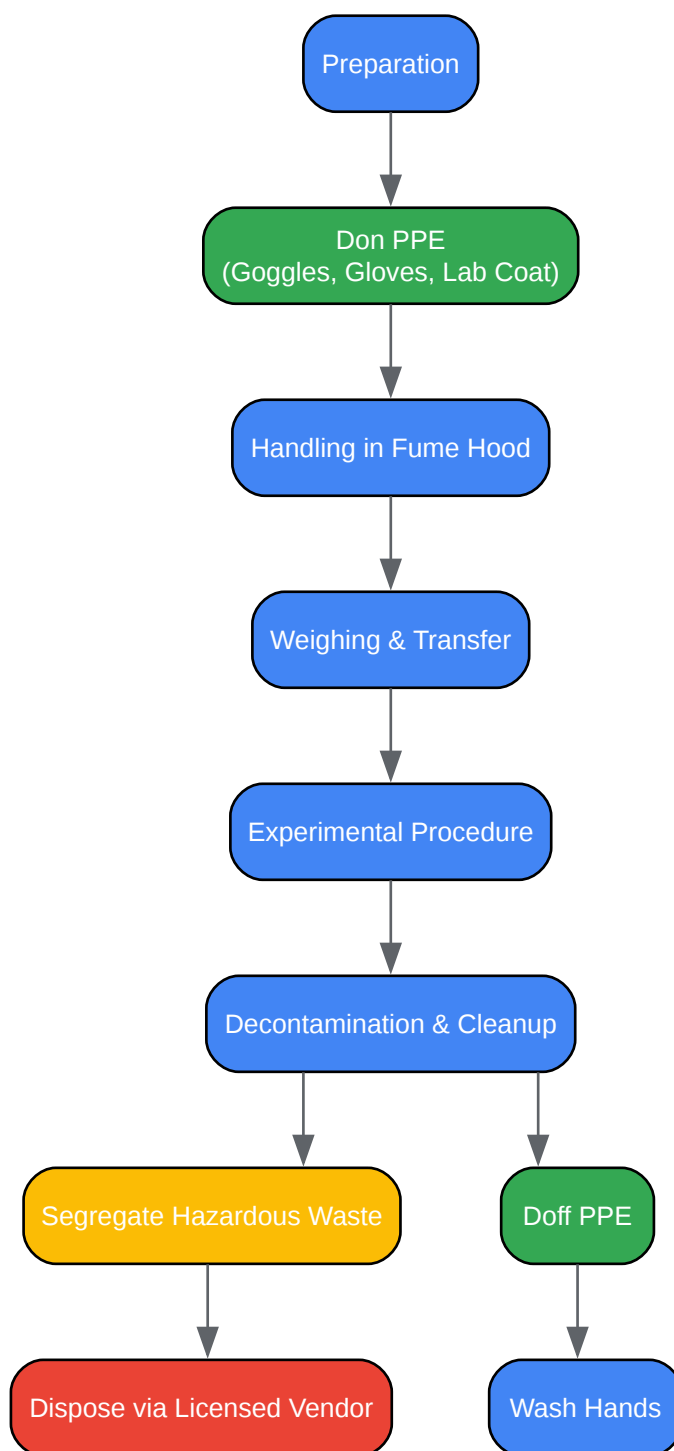 Preparation
Don PPE
(Goggles, Gloves, Lab Coat)
Handling in Fume Hood
Weighing & Transfer
Experimental Procedure
Decontamination & Cleanup
Segregate Hazardous Waste
Doff PPE
Dispose via Licensed Vendor
Wash Hands